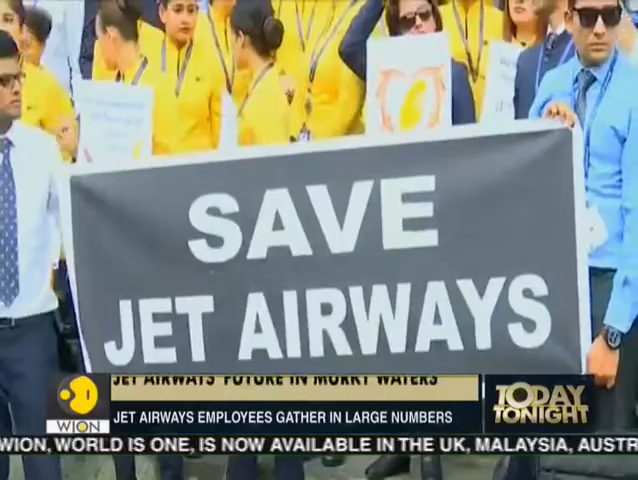 SAVE
JET AIRWAYS
JET AIRWAYS' FUTURE IN MURKY WATERS
JET AIRWAYS EMPLOYEES GATHER IN LARGE NUMBERS
WION
TODAY
TONIGHT
WION, WORLD IS ONE, IS NOW AVAILABLE IN THE UK, MALAYSIA, AUSTR